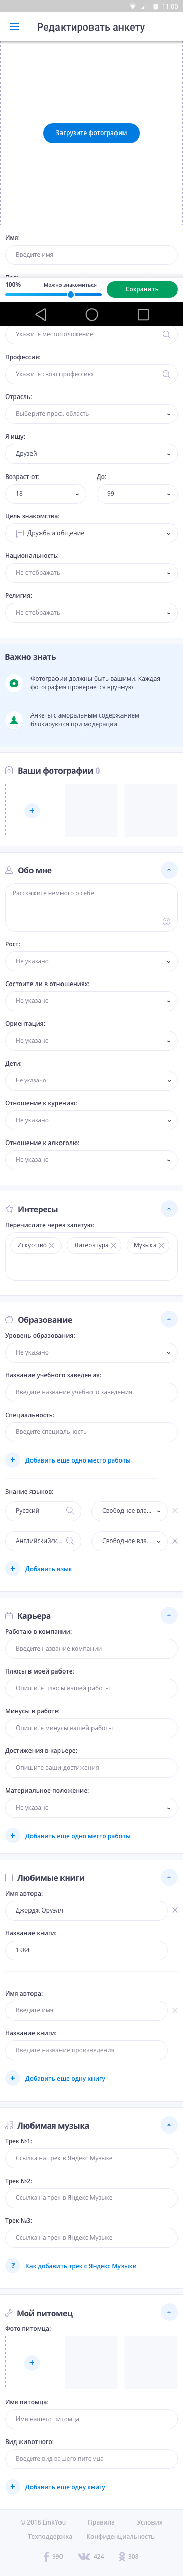 11:00
Редактировать анкету
Загрузите фотографии
Имя:
Введите имя
100% Можно знакомиться Сохранить
Укажите местоположение
Профессия:
Укажите свою профессию
Отрасль:
Выберите проф. область
Я ищу:
Друзей
Возраст от: До:
18 99
Цель знакомства:
Дружба и общение
Национальность:
Не отображать
Религия:
Не отображать
Важно знать
Фотографии должны быть вашими. Каждая
фотография проверяется вручную
Анкеты с аморальным содержанием
блокируются при модерации
Ваши фотографии 0
Обо мне
Расскажите немного о себе
Рост:
Не указано
Состоите ли в отношениях:
Не указано
Ориентация:
Не указано
Дети:
Не указано
Отношение к курению:
Не указано
Отношение к алкоголю:
Не указано
Интересы
Перечислите через запятую:
Искусство Литература Музыка
Образование
Уровень образования:
Не указано
Название учебного заведения:
Введите название учебного заведения
Специальность:
Введите специальность
Добавить еще одно место работы
Знание языков:
Русский Свободное вла...
Английскийск... Свободное вла...
Добавить язык
Карьера
Работаю в компании:
Введите название компании
Плюсы в моей работе:
Опишите плюсы вашей работы
Минусы в работе:
Опишите минусы вашей работы
Достижения в карьере:
Опишите ваши достижения
Материальное положение:
Не указано
Добавить еще одно место работы
Любимые книги
Имя автора:
Джордж Оруэлл
Название книги:
1984
Имя автора:
Введите имя
Название книги:
Введите название произведения
Добавить еще одну книгу
Любимая музыка
Трек №1:
Ссылка на трек в Яндекс Музыке
Трек №2:
Ссылка на трек в Яндекс Музыке
Трек №3:
Ссылка на трек в Яндекс Музыке
? Как добавить трек с Яндекс Музыки
Мой питомец
Фото питомца:
Имя питомца:
Имя вашего питомца
Вид животного:
Введите вид вашего питомца
Добавить еще одну книгу
© 2018 LinkYou Правила Условия
Техподдержка Конфиденциальность
990 424 308